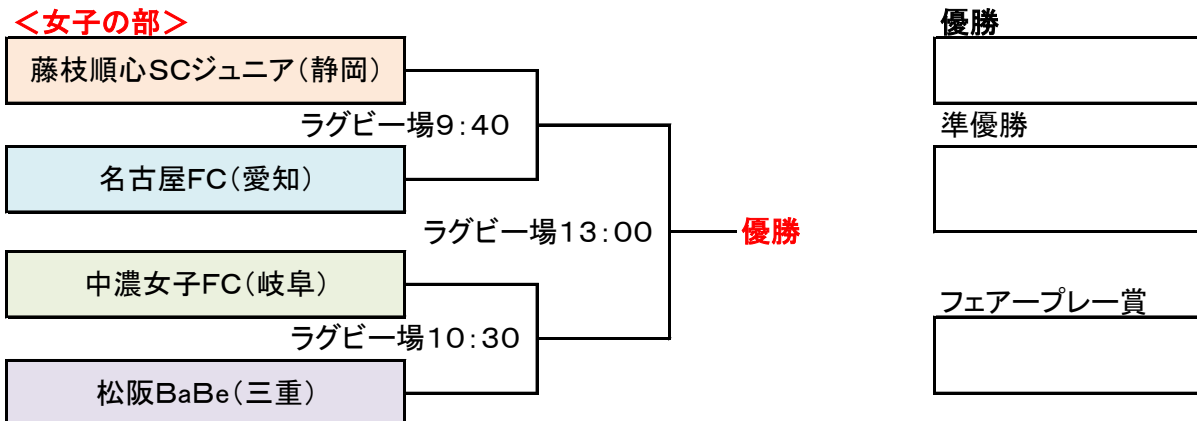 ＜女子の部＞
優勝
藤枝順心SCジュニア（静岡）
ラグビー場9：40
準優勝
名古屋FC（愛知）
ラグビー場13：00
優勝
中濃女子FC（岐阜）
フェアープレー賞
ラグビー場10：30
松阪BaBe（三重）